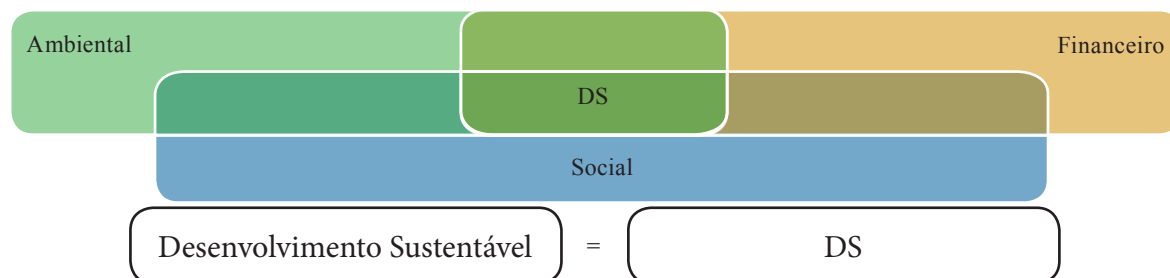 Ambiental
Financeiro
DS
Social
Desenvolvimento Sustentável = DS